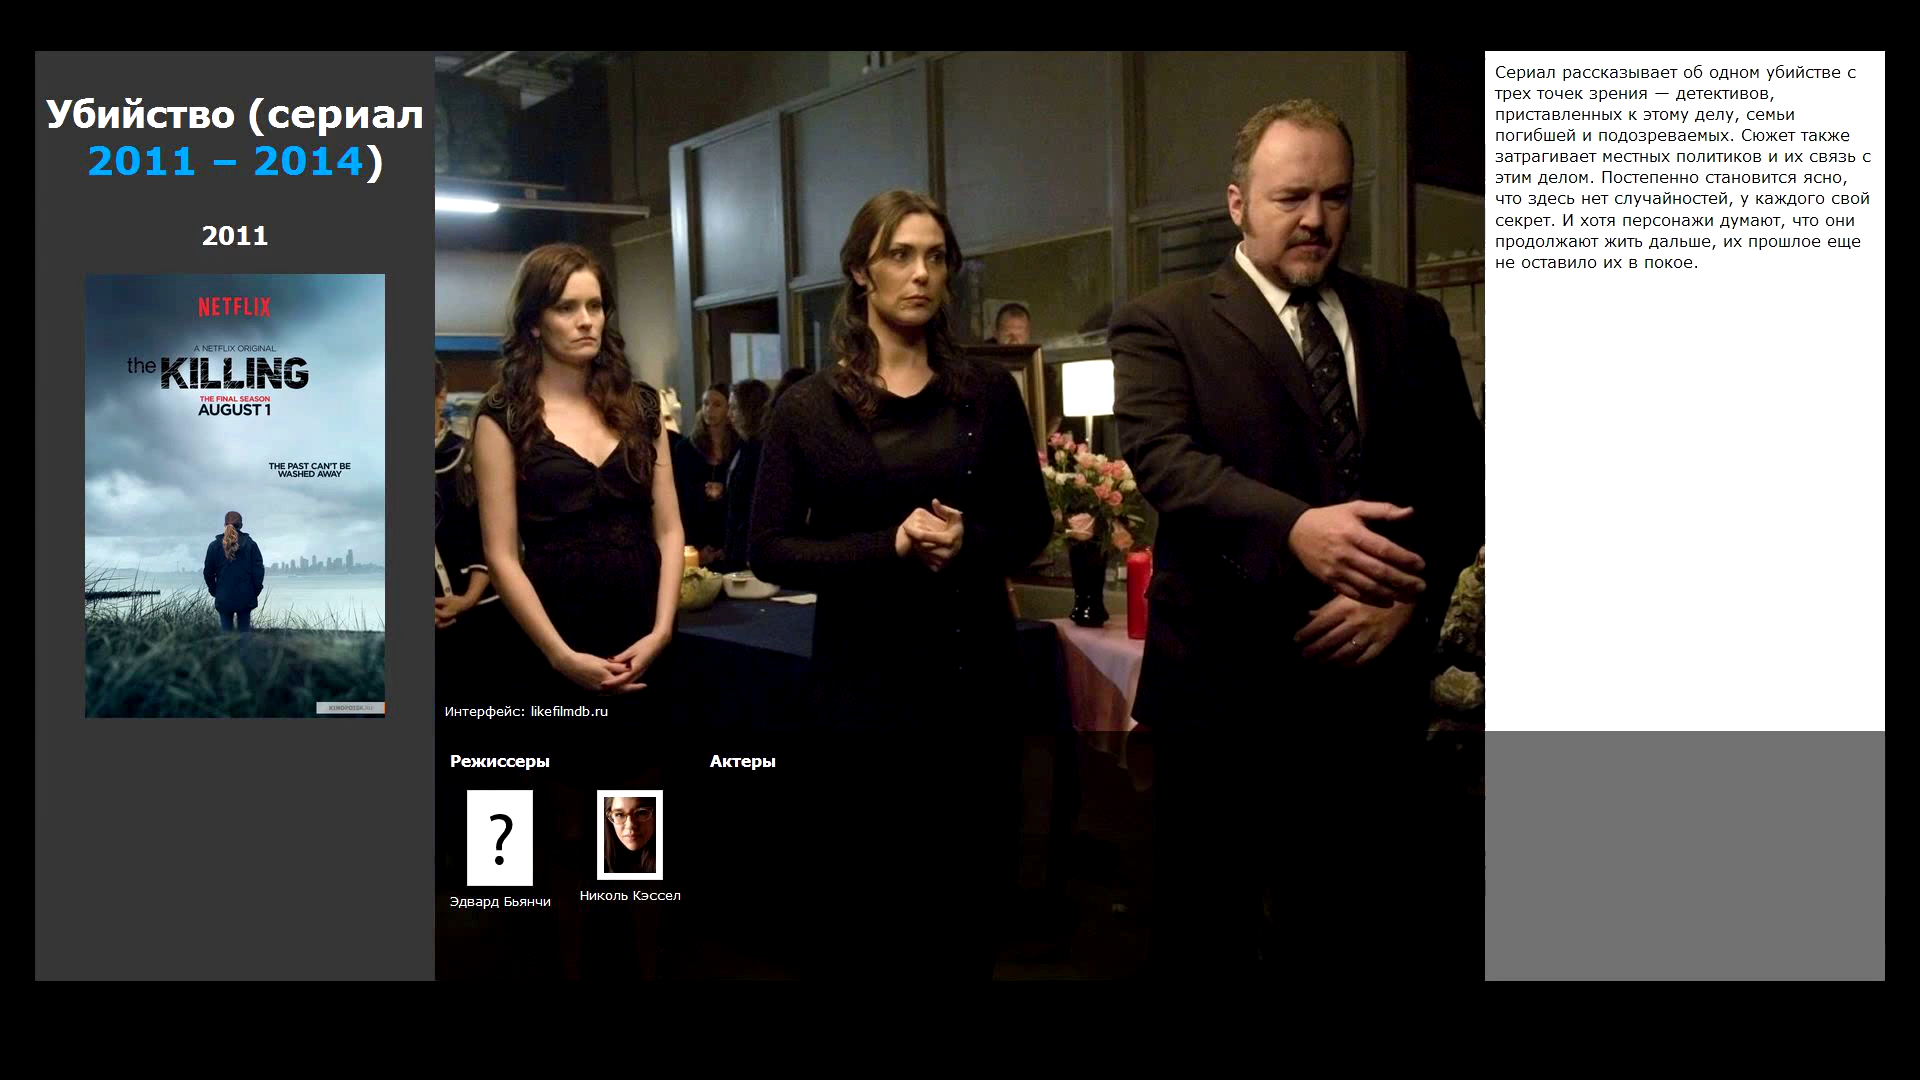 Убийство (сериал
2011 – 2014)
2011
NETFLIX
A NETFLIX ORIGINAL
the KILLING
THE FINAL SEASON
AUGUST 1
THE PAST CAN'T BE
WASHED AWAY
KINOPOISK.RU
Интерфейс: likefilmdb.ru
Режиссеры
Актеры
?
Эдвард Бьянчи
Николь Кэссел
Сериал рассказывает об одном убийстве с
трех точек зрения — детективов,
приставленных к этому делу, семьи
погибшей и подозреваемых. Сюжет также
затрагивает местных политиков и их связь с
этим делом. Постепенно становится ясно,
что здесь нет случайностей, у каждого свой
секрет. И хотя персонажи думают, что они
продолжают жить дальше, их прошлое еще
не оставило их в покое.